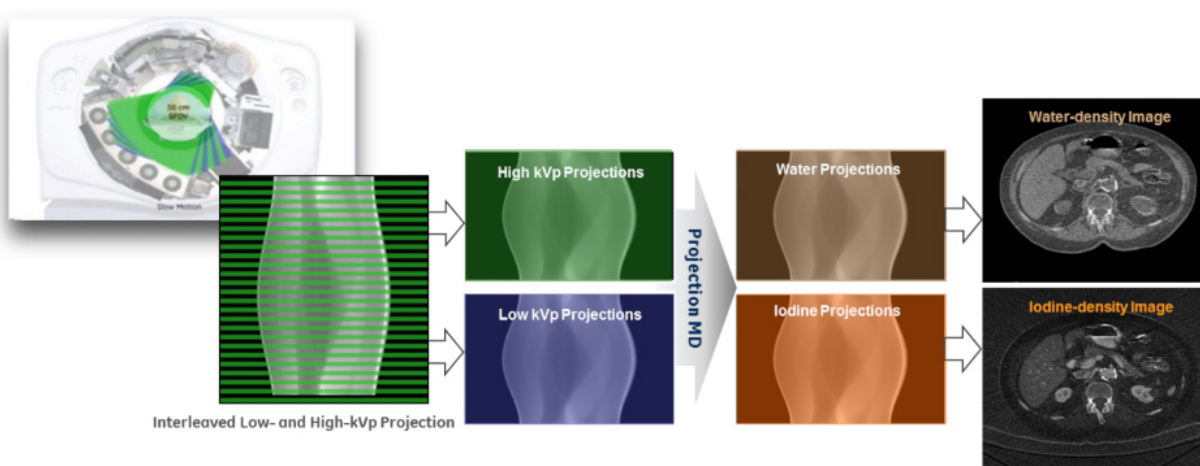 50 cm
SFOV
Slow Motion
Interleaved Low- and High-kVp Projection
High kVp Projections
Low kVp Projections
Projection MD
Water Projections
Iodine Projections
Water-density Image
Iodine-density Image